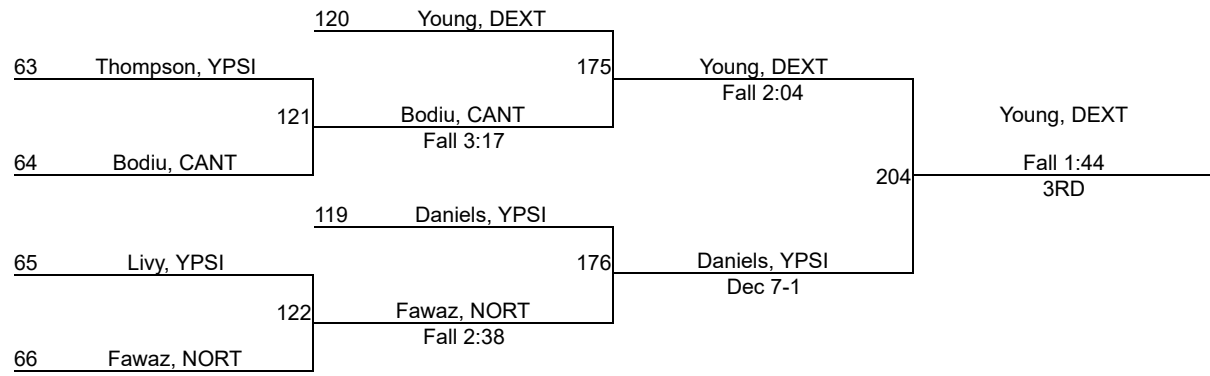 120 Young, DEXT
63 Thompson, YPSI
175 Young, DEXT
Fall 2:04
121 Bodiu, CANT
Fall 3:17
Young, DEXT
64 Bodiu, CANT
204 Fall 1:44
3RD
119 Daniels, YPSI
65 Livy, YPSI
176 Daniels, YPSI
Dec 7-1
122 Fawaz, NORT
Fall 2:38
66 Fawaz, NORT